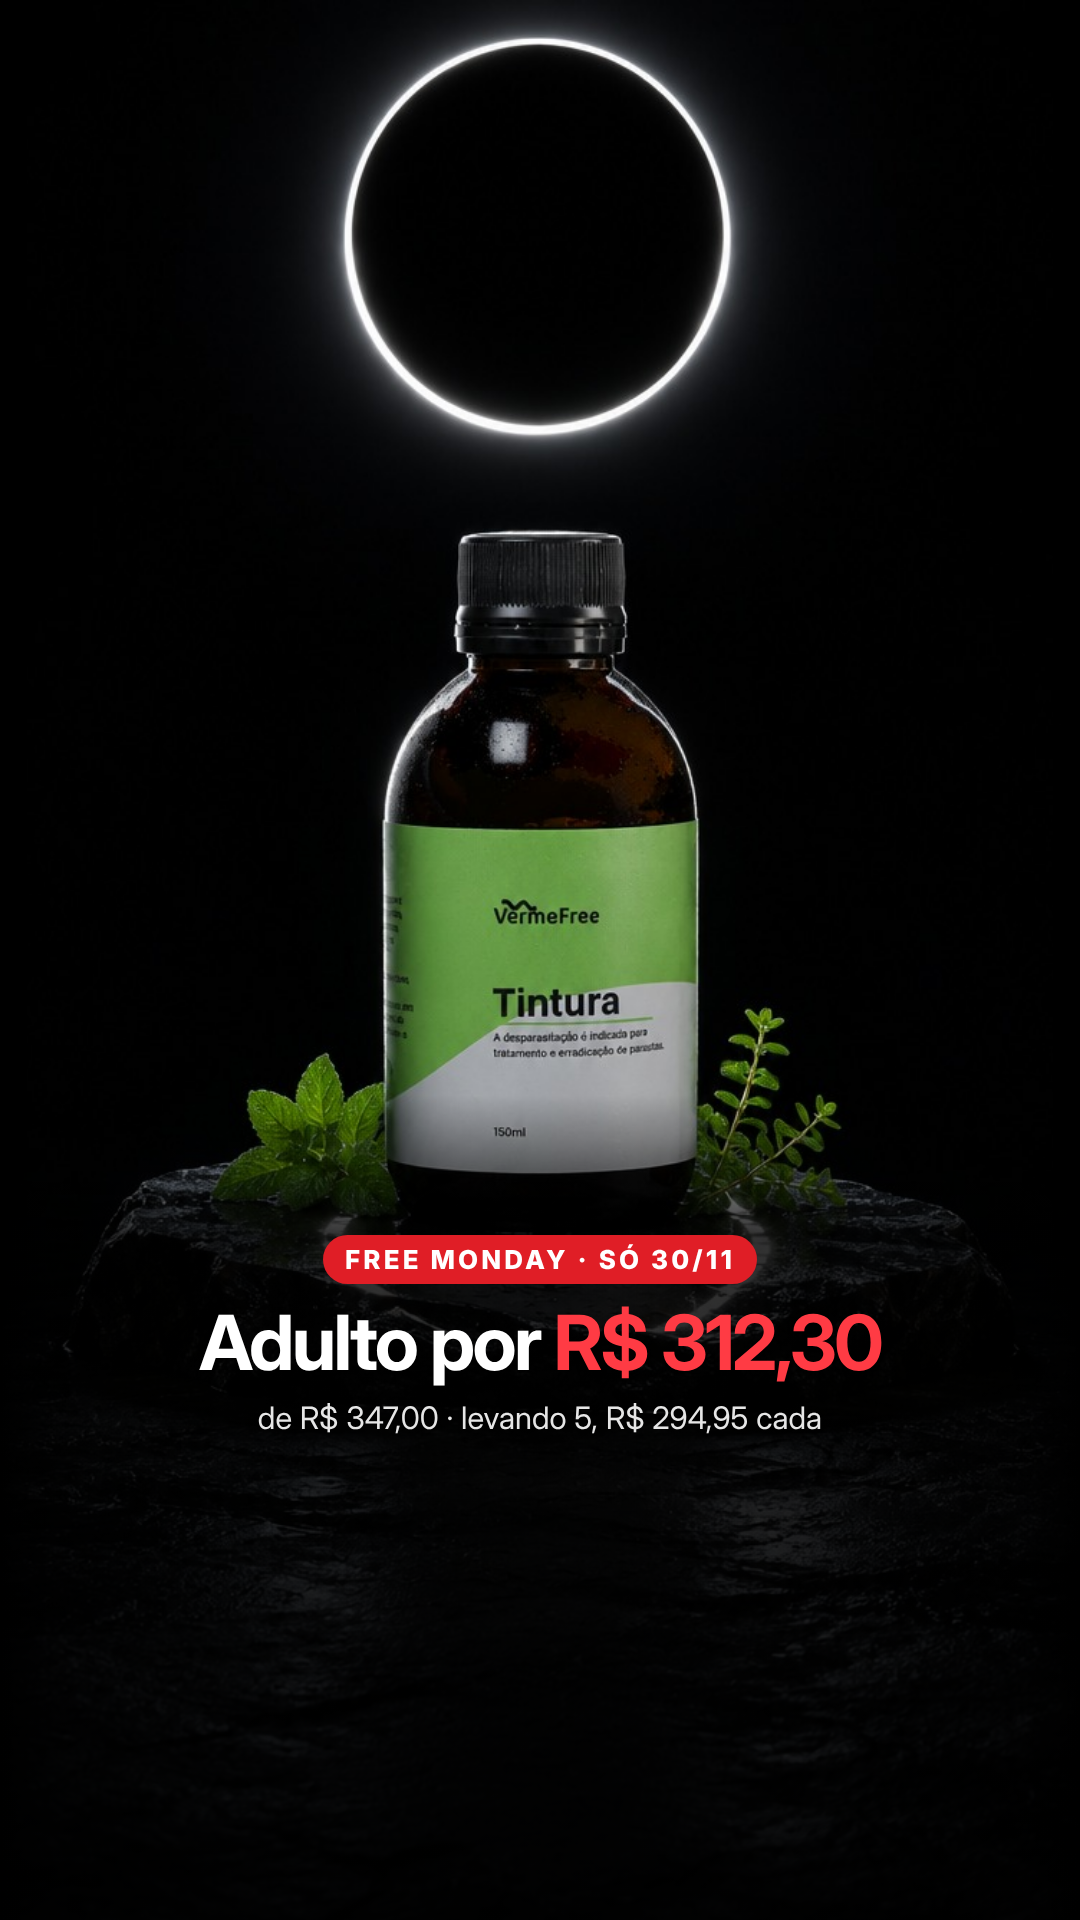 VermeFree
Tintura
A desparasitação é indicada para
tratamento e erradicação de parasitas.
150ml
FREE MONDAY · SÓ 30/11
Adulto por R$ 312,30
de R$ 347,00 · levando 5, R$ 294,95 cada